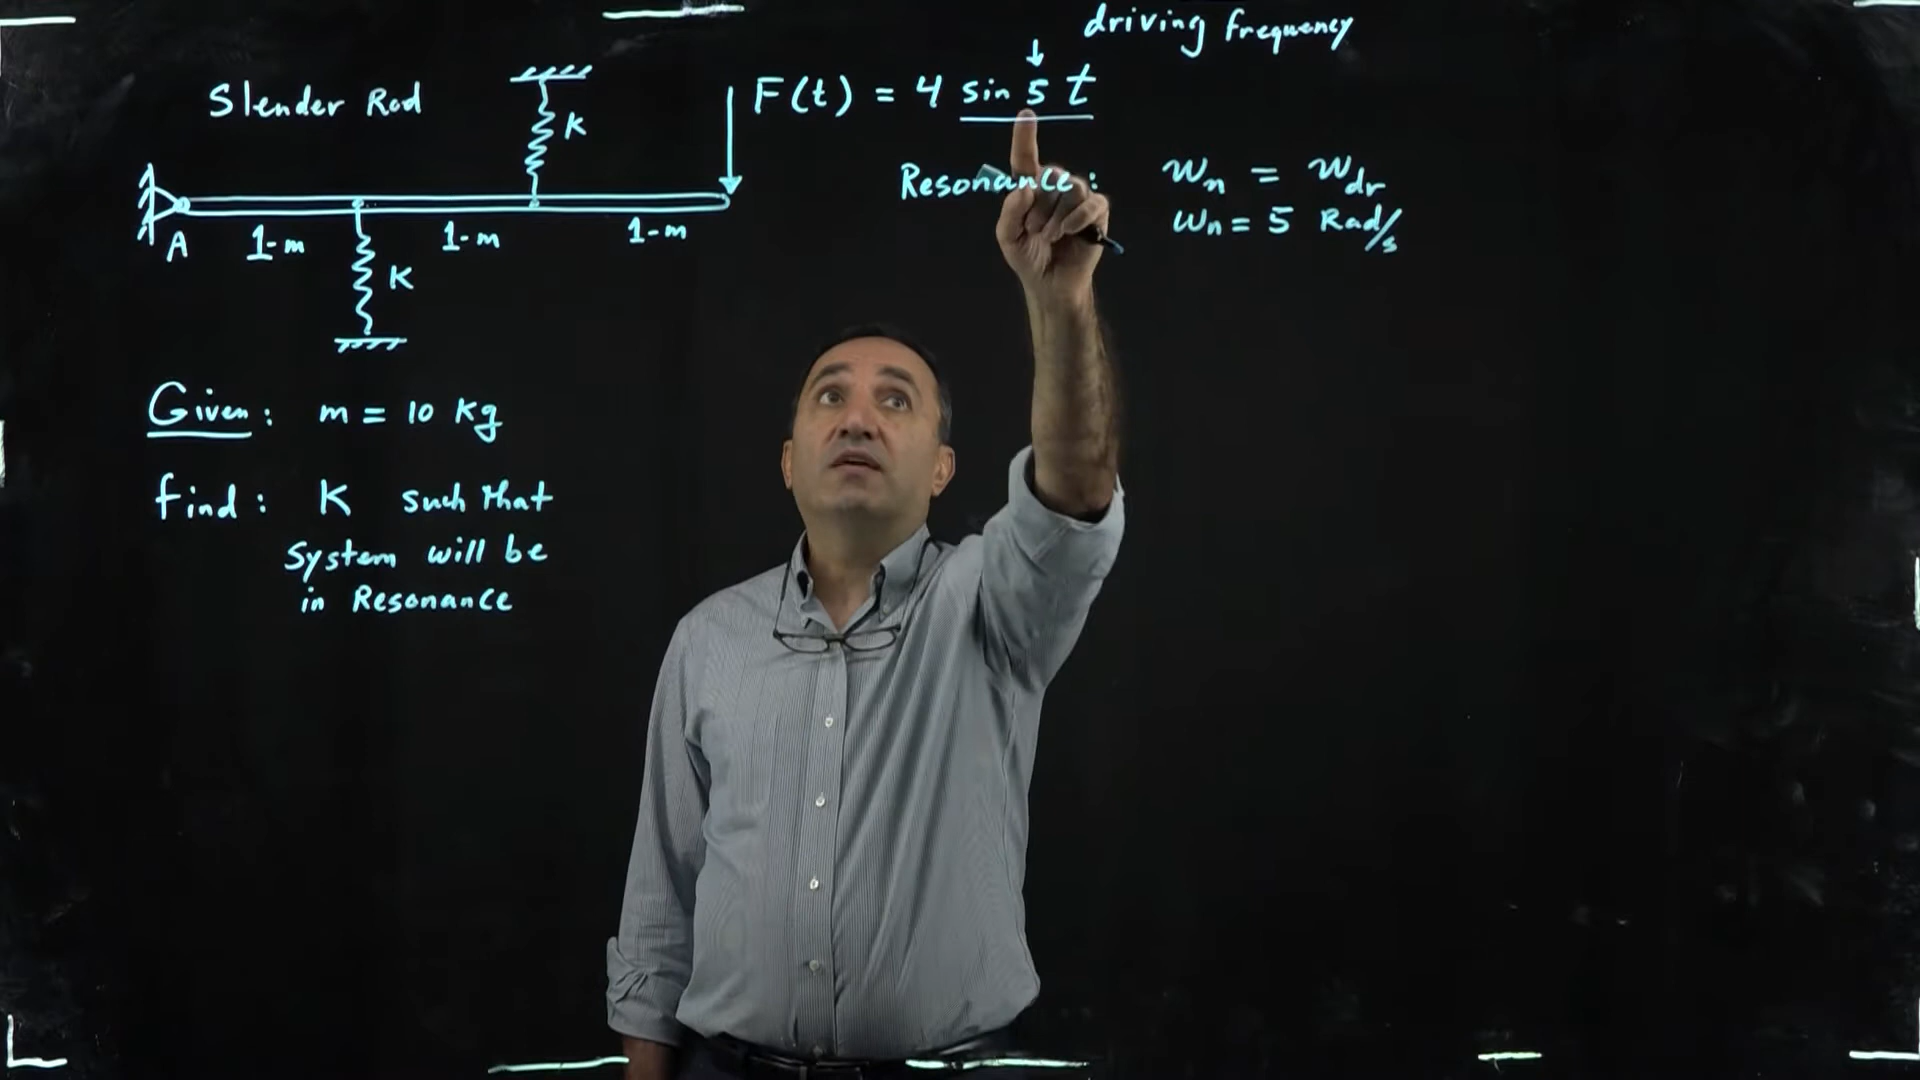 driving frequency
Slender Rod
F(t) = 4 sin 5 t
K
Resonance: wn = wdr
wn = 5 Rad/s
A
1-m 1-m 1-m
K
Given: m = 10 kg
find: K such that
System will be
in Resonance